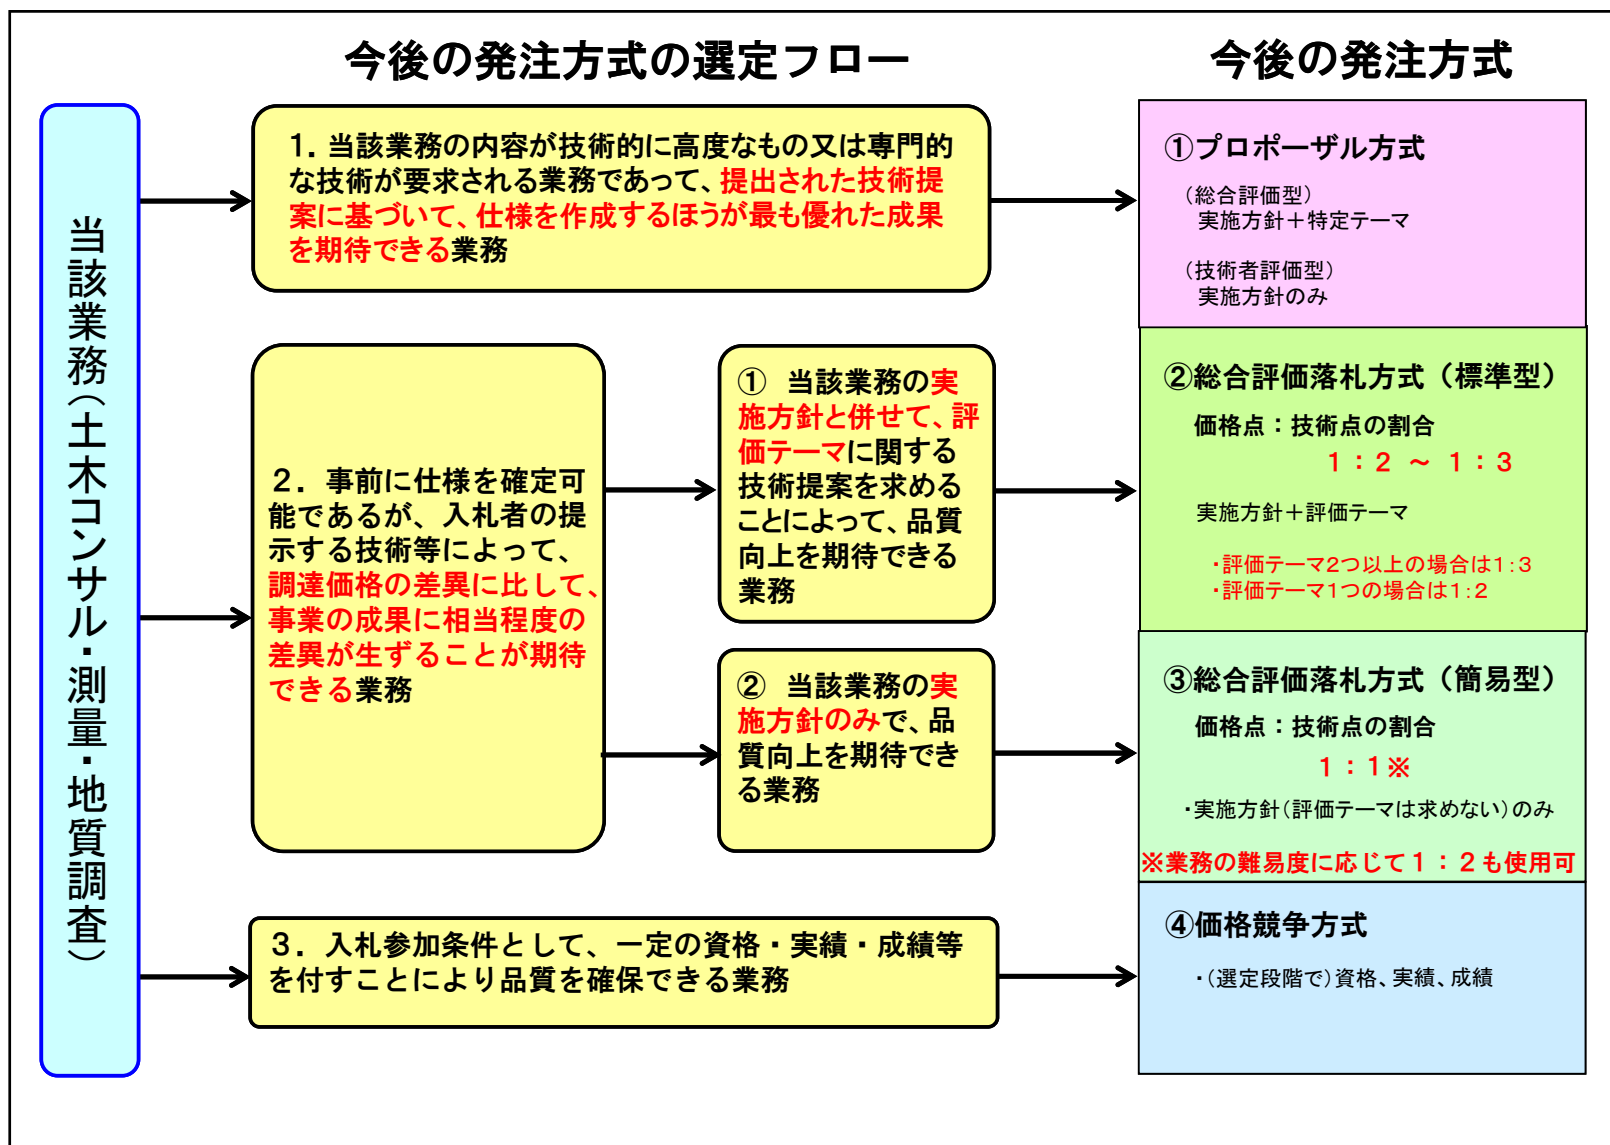 今後の発注方式の選定フロー
今後の発注方式
当該業務（土木コンサル・測量・地質調査）
1．当該業務の内容が技術的に高度なもの又は専門的
な技術が要求される業務であって、提出された技術提
案に基づいて、仕様を作成するほうが最も優れた成果
を期待できる業務
２．事前に仕様を確定可
能であるが、入札者の提
示する技術等によって、
調達価格の差異に比して、
事業の成果に相当程度の
差異が生ずることが期待
できる業務
①　当該業務の実
施方針と併せて、評
価テーマに関する
技術提案を求める
ことによって、品質
向上を期待できる
業務
②　当該業務の実
施方針のみで、品
質向上を期待でき
る業務
３．入札参加条件として、一定の資格・実績・成績等
を付すことにより品質を確保できる業務
①プロポーザル方式
（総合評価型）
実施方針＋特定テーマ
（技術者評価型）
実施方針のみ
②総合評価落札方式（標準型）
価格点：技術点の割合
１：２ ～ １：３
実施方針＋評価テーマ
・評価テーマ2つ以上の場合は1：3
・評価テーマ1つの場合は1：2
③総合評価落札方式（簡易型）
価格点：技術点の割合
１：１※
・実施方針（評価テーマは求めない）のみ
※業務の難易度に応じて１：２も使用可
④価格競争方式
・（選定段階で）資格、実績、成績